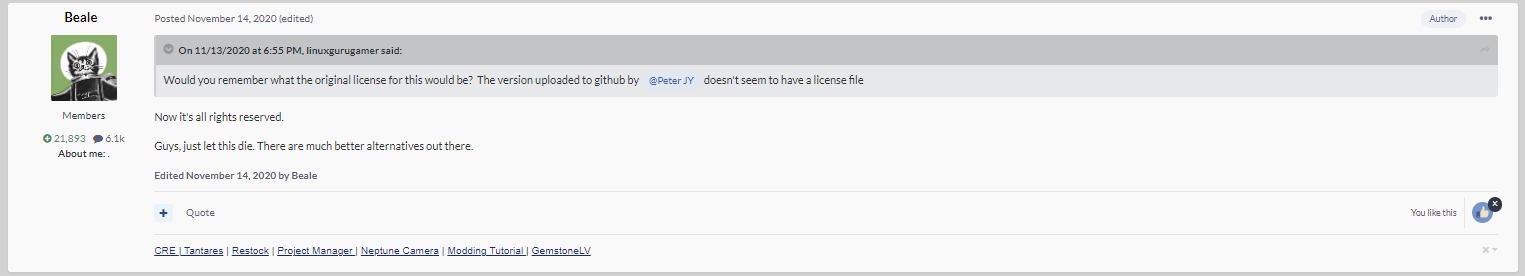 Beale
Posted November 14, 2020 (edited)
Author
On 11/13/2020 at 6:55 PM, linuxgurugamer said:
Would you remember what the original license for this would be?  The version uploaded to github by @Peter JY doesn't seem to have a license file
Members
21,893 6.1k
About me: .
Now it's all rights reserved.
Guys, just let this die. There are much better alternatives out there.
Edited November 14, 2020 by Beale
+ Quote
You like this
CRE | Tantares | Restock | Project Manager | Neptune Camera | Modding Tutorial | GemstoneLV